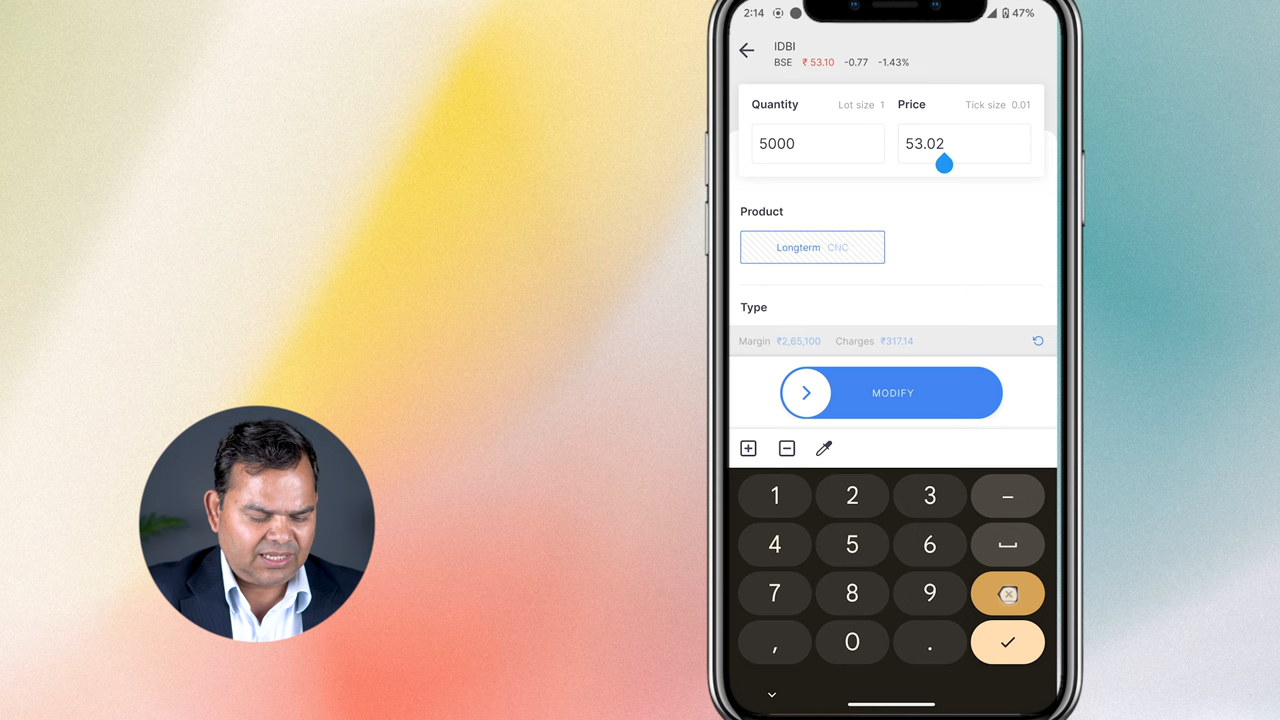 2:14 47%
IDBI
BSE ₹ 53.10 -0.77 -1.43%
Quantity Lot size 1 Price Tick size 0.01
5000 53.02
Product
Longterm CNC
Type
Margin ₹2,65,100 Charges ₹317.14
MODIFY
1 2 3 –
4 5 6
7 8 9
, 0 .